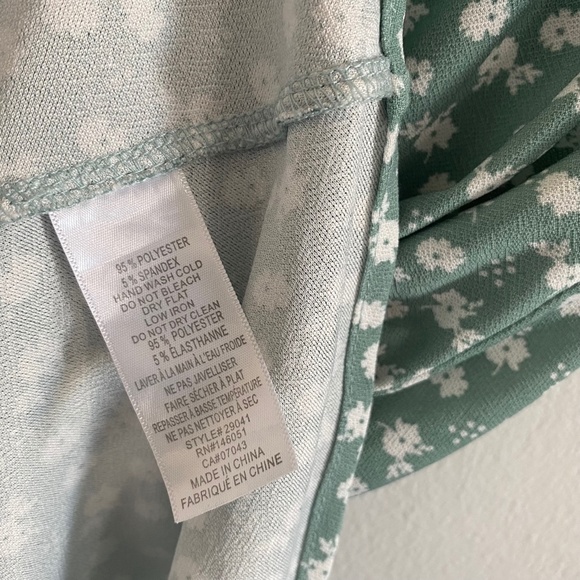 95% POLYESTER
5% SPANDEX
HAND WASH COLD
DO NOT BLEACH
DRY FLAT
LOW IRON
DO NOT DRY CLEAN
95% POLYESTER
5% ÉLASTHANNE
LAVER À LA MAIN À L'EAU FROIDE
NE PAS JAVELLISER
FAIRE SÉCHER À PLAT
REPASSER À BASSE TEMPÉRATURE
NE PAS NETTOYER À SEC
STYLE# 29041
RN#146051
CA#07043
MADE IN CHINA
FABRIQUÉ EN CHINE